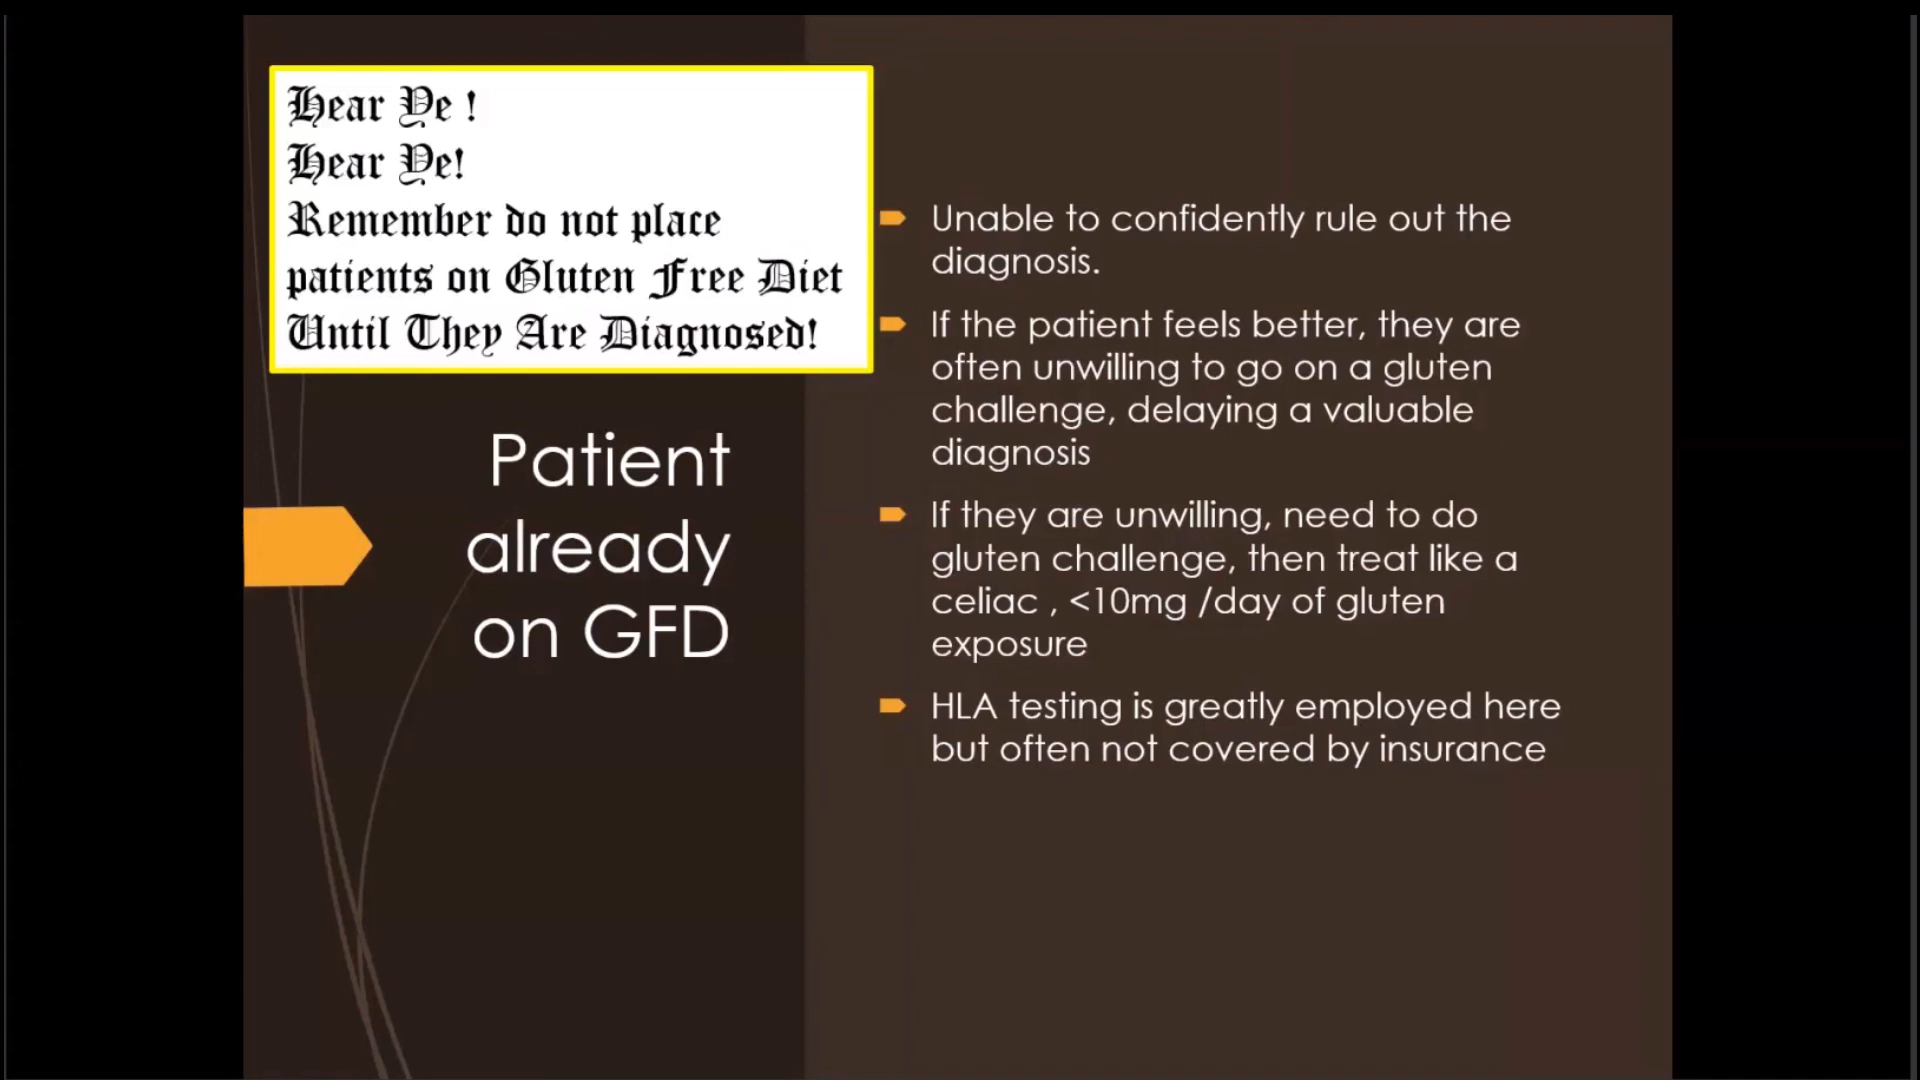 Hear Ye !
Hear Ye!
Remember do not place
patients on Gluten Free Diet
Until They Are Diagnosed!
Patient
already
on GFD
Unable to confidently rule out the
diagnosis.
If the patient feels better, they are
often unwilling to go on a gluten
challenge, delaying a valuable
diagnosis
If they are unwilling, need to do
gluten challenge, then treat like a
celiac , <10mg /day of gluten
exposure
HLA testing is greatly employed here
but often not covered by insurance